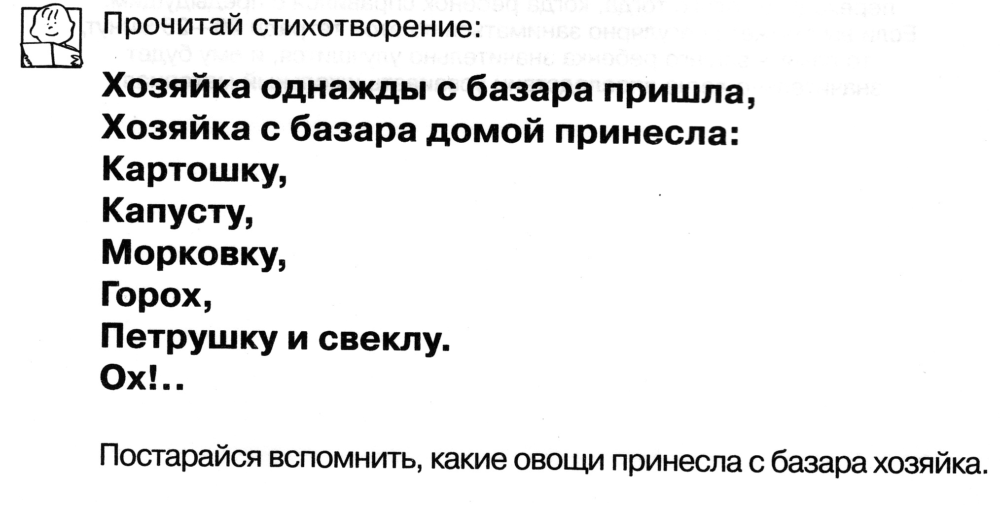 Прочитай стихотворение:
Хозяйка однажды с базара пришла,
Хозяйка с базара домой принесла:
Картошку,
Капусту,
Морковку,
Горох,
Петрушку и свеклу.
Ох!..
Постарайся вспомнить, какие овощи принесла с базара хозяйка.